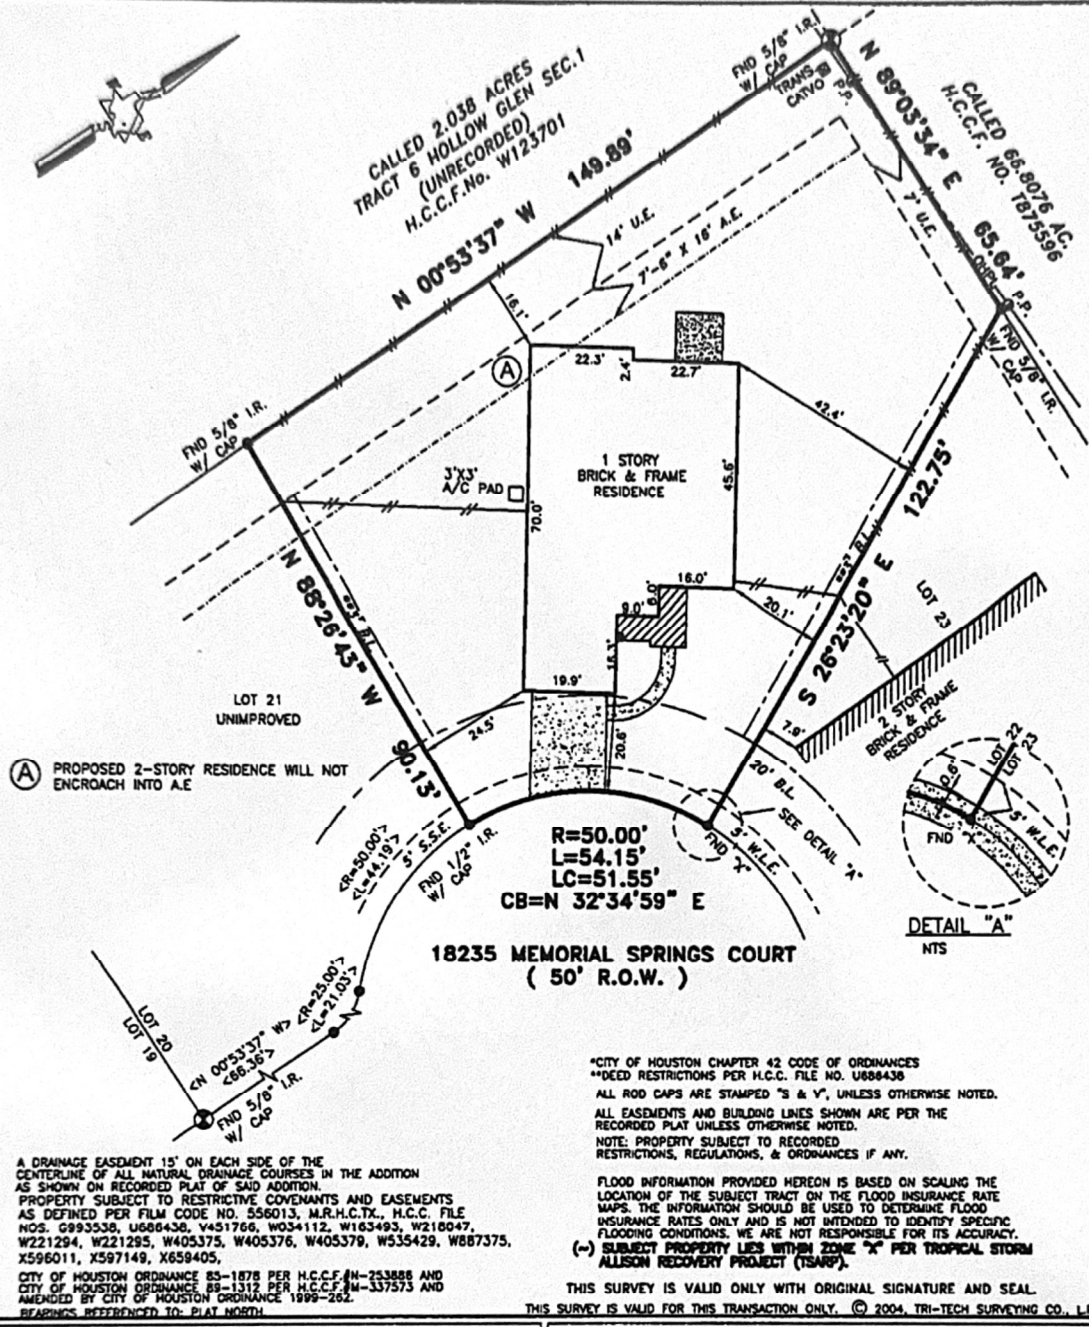 CALLED 2.038 ACRES
TRACT 6 HOLLOW GLEN SEC.1
(UNRECORDED)
H.C.C.F.No. W123701
N 00°53'37" W 149.89'
FND 5/8" I.R.
W/ CAP
TRANS
CATVO
P.P.
N 89°03'34" E 65.64'
CALLED 66.8076 AC.
H.C.C.F. NO. T875596
14' U.E.
7'-6" X 16' A.E.
7' U.E.
OHPL
P.P.
FND 5/8" I.R.
W/ CAP
16.1'
A
22.3'
2.4'
22.7'
42.4'
FND 5/8" I.R.
W/ CAP
3'X3'
A/C PAD
1 STORY
BRICK & FRAME
RESIDENCE
70.0'
45.6'
122.75'
S 26°23'20" E
N 88°26'43" W
90.13'
B.L.
B.L.
16.0'
6.0'
9.0'
16.3'
20.1'
LOT 23
LOT 21
UNIMPROVED
19.9'
24.5'
20.6'
7.9'
2 STORY
BRICK & FRAME
RESIDENCE
20' B.L.
A PROPOSED 2-STORY RESIDENCE WILL NOT
ENCROACH INTO A.E
LOT 22
LOT 23
0.6'
5' W.L.E.
FND "X"
DETAIL "A"
NTS
SEE DETAIL "A"
5' W.L.E.
FND "X"
<R=50.00'>
<L=44.19'>
5' S.S.E.
FND 1/2" I.R.
W/ CAP
R=50.00'
L=54.15'
LC=51.55'
CB=N 32°34'59" E
18235 MEMORIAL SPRINGS COURT
( 50' R.O.W. )
LOT 20
LOT 19
<N 00°53'37" W>
<66.36'>
<R=25.00'>
<L=21.03'>
FND 5/8" I.R.
W/ CAP
*CITY OF HOUSTON CHAPTER 42 CODE OF ORDINANCES
**DEED RESTRICTIONS PER H.C.C. FILE NO. U686438
ALL ROD CAPS ARE STAMPED "S & V", UNLESS OTHERWISE NOTED.
ALL EASEMENTS AND BUILDING LINES SHOWN ARE PER THE
RECORDED PLAT UNLESS OTHERWISE NOTED.
NOTE: PROPERTY SUBJECT TO RECORDED
RESTRICTIONS, REGULATIONS, & ORDINANCES IF ANY.
FLOOD INFORMATION PROVIDED HEREON IS BASED ON SCALING THE
LOCATION OF THE SUBJECT TRACT ON THE FLOOD INSURANCE RATE
MAPS. THE INFORMATION SHOULD BE USED TO DETERMINE FLOOD
INSURANCE RATES ONLY AND IS NOT INTENDED TO IDENTIFY SPECIFIC
FLOODING CONDITIONS. WE ARE NOT RESPONSIBLE FOR ITS ACCURACY.
(~) SUBJECT PROPERTY LIES WITHIN ZONE "X" PER TROPICAL STORM
ALLISON RECOVERY PROJECT (TSARP).
THIS SURVEY IS VALID ONLY WITH ORIGINAL SIGNATURE AND SEAL.
THIS SURVEY IS VALID FOR THIS TRANSACTION ONLY. © 2004, TRI-TECH SURVEYING CO.,
A DRAINAGE EASEMENT 15' ON EACH SIDE OF THE
CENTERLINE OF ALL NATURAL DRAINAGE COURSES IN THE ADDITION
AS SHOWN ON RECORDED PLAT OF SAID ADDITION.
PROPERTY SUBJECT TO RESTRICTIVE COVENANTS AND EASEMENTS
AS DEFINED PER FILM CODE NO. 556013, M.R.H.C.TX., H.C.C. FILE
NOS. G993538, U686438, V451766, W034112, W163493, W218047,
W221294, W221295, W405375, W405376, W405379, W535429, W887375,
X596011, X597149, X659405,
CITY OF HOUSTON ORDINANCE 85-1878 PER H.C.C.F.#N-253886 AND
CITY OF HOUSTON ORDINANCE 89-1312 PER H.C.C.F.#M-337573 AND
AMENDED BY CITY OF HOUSTON ORDINANCE 1999-262.
BEARINGS REFERENCED TO: PLAT NORTH